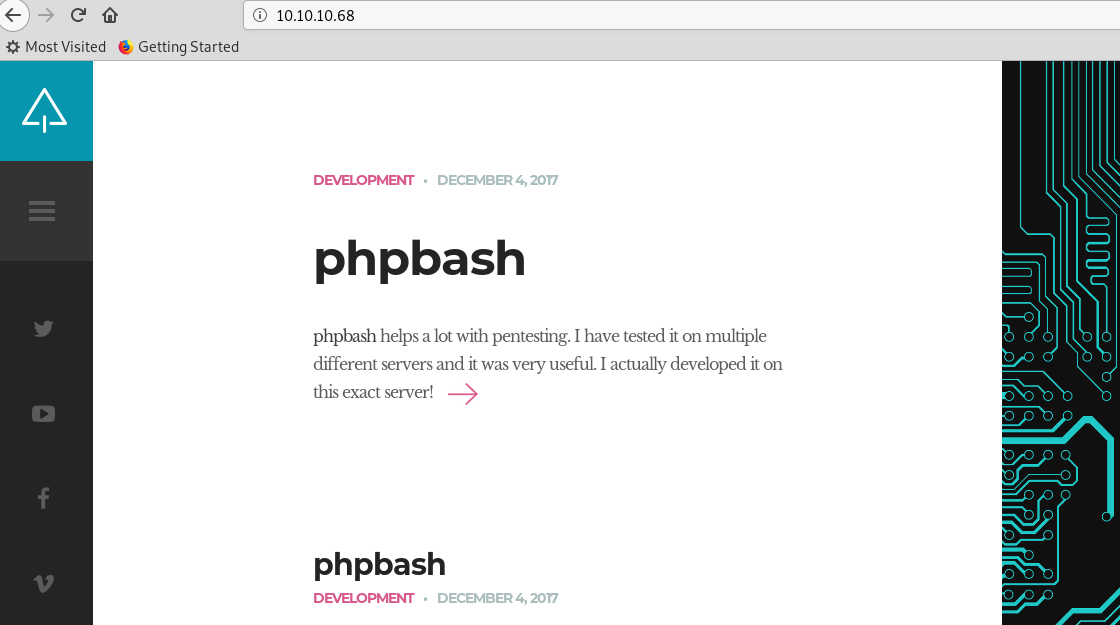 10.10.10.68
Most Visited Getting Started
DEVELOPMENT • DECEMBER 4, 2017
phpbash
phpbash helps a lot with pentesting. I have tested it on multiple
different servers and it was very useful. I actually developed it on
this exact server!
phpbash
DEVELOPMENT • DECEMBER 4, 2017